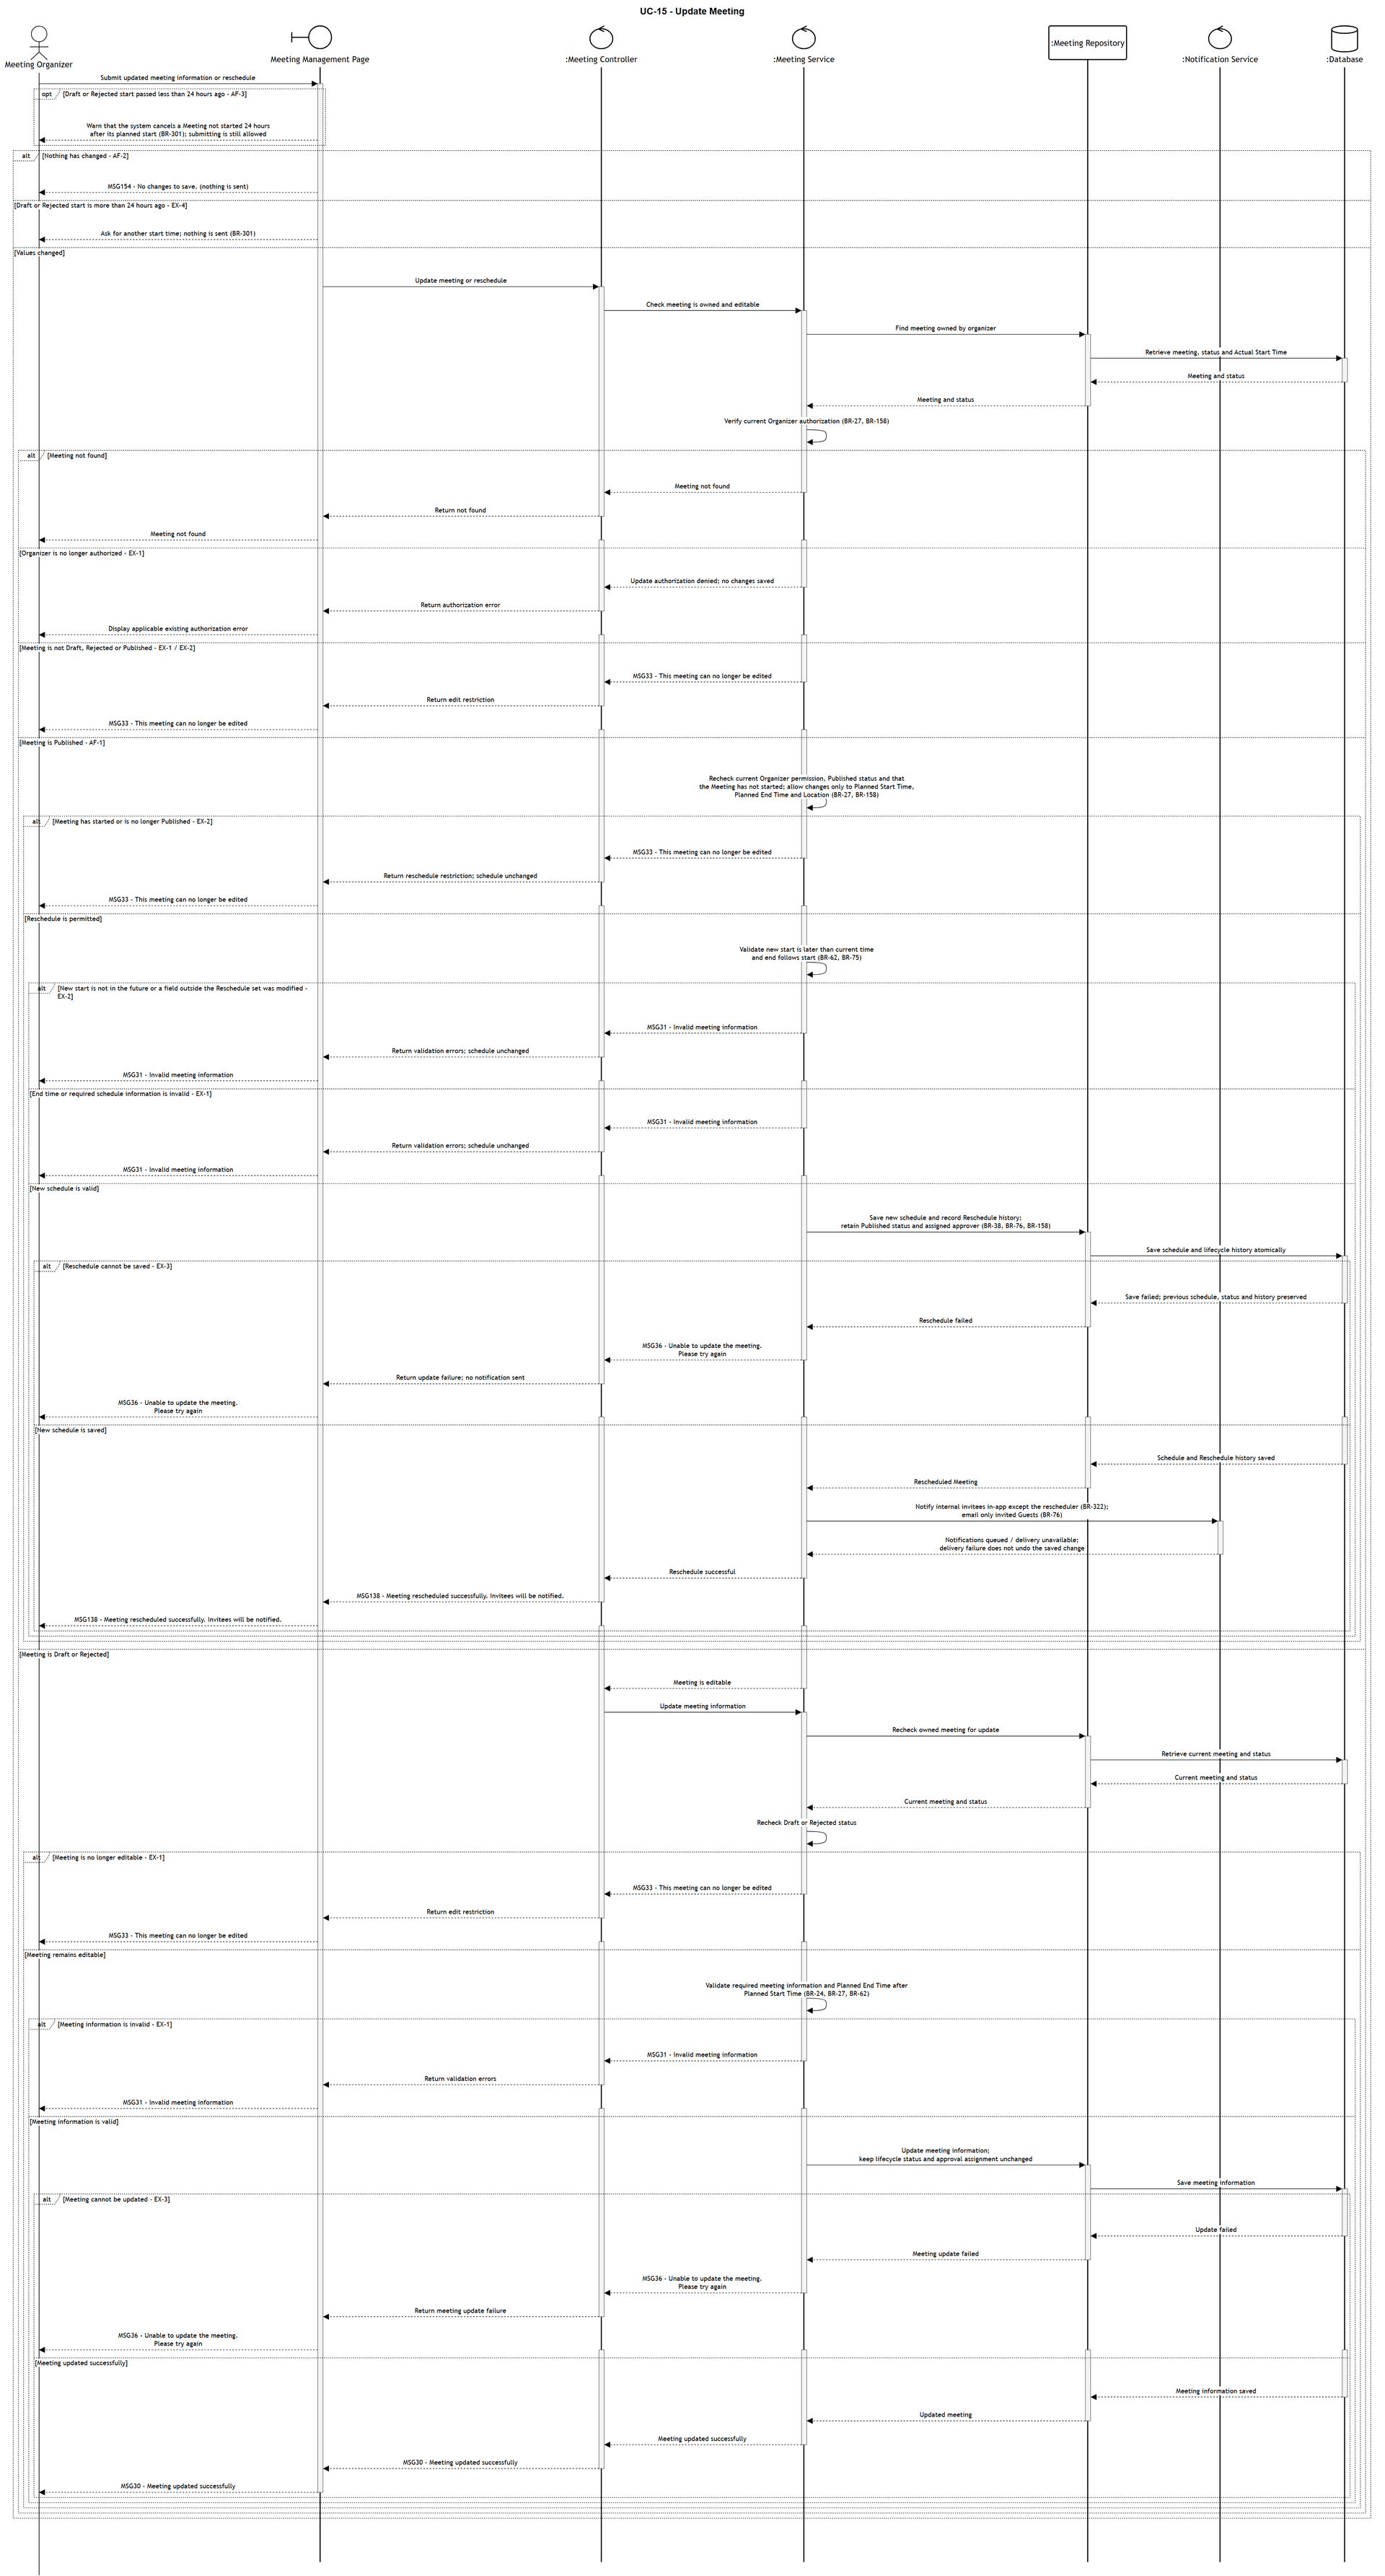 UC-15 - Update Meeting
Meeting Organizer
Meeting Management Page
:Meeting Controller
:Meeting Service
:Meeting Repository
:Notification Service
:Database
Submit updated meeting information or reschedule
opt
[Draft or Rejected start passed less than 24 hours ago - AF-3]
Warn that the system cancels a Meeting not started 24 hours
after its planned start (BR-301); submitting is still allowed
alt
[Nothing has changed - AF-2]
MSG154 - No changes to save. (nothing is sent)
[Draft or Rejected start is more than 24 hours ago - EX-4]
Ask for another start time; nothing is sent (BR-301)
[Values changed]
Update meeting or reschedule
Check meeting is owned and editable
Find meeting owned by organizer
Retrieve meeting, status and Actual Start Time
Meeting and status
Meeting and status
Verify current Organizer authorization (BR-27, BR-158)
alt
[Meeting not found]
Meeting not found
Return not found
Meeting not found
[Organizer is no longer authorized - EX-1]
Update authorization denied; no changes saved
Return authorization error
Display applicable existing authorization error
[Meeting is not Draft, Rejected or Published - EX-1 / EX-2]
MSG33 - This meeting can no longer be edited
Return edit restriction
MSG33 - This meeting can no longer be edited
[Meeting is Published - AF-1]
Recheck current Organizer permission, Published status and that
the Meeting has not started; allow changes only to Planned Start Time,
Planned End Time and Location (BR-27, BR-158)
alt
[Meeting has started or is no longer Published - EX-2]
MSG33 - This meeting can no longer be edited
Return reschedule restriction; schedule unchanged
MSG33 - This meeting can no longer be edited
[Reschedule is permitted]
Validate new start is later than current time
and end follows start (BR-62, BR-75)
alt
[New start is not in the future or a field outside the Reschedule set was modified -
EX-2]
MSG31 - Invalid meeting information
Return validation errors; schedule unchanged
MSG31 - Invalid meeting information
[End time or required schedule information is invalid - EX-1]
MSG31 - Invalid meeting information
Return validation errors; schedule unchanged
MSG31 - Invalid meeting information
[New schedule is valid]
Save new schedule and record Reschedule history;
retain Published status and assigned approver (BR-38, BR-76, BR-158)
Save schedule and lifecycle history atomically
alt
[Reschedule cannot be saved - EX-3]
Save failed; previous schedule, status and history preserved
Reschedule failed
MSG36 - Unable to update the meeting.
Please try again
Return update failure; no notification sent
MSG36 - Unable to update the meeting.
Please try again
[New schedule is saved]
Schedule and Reschedule history saved
Rescheduled Meeting
Notify internal invitees in-app except the rescheduler (BR-322);
email only invited Guests (BR-76)
Notifications queued / delivery unavailable;
delivery failure does not undo the saved change
Reschedule successful
MSG138 - Meeting rescheduled successfully. Invitees will be notified.
MSG138 - Meeting rescheduled successfully. Invitees will be notified.
[Meeting is Draft or Rejected]
Meeting is editable
Update meeting information
Recheck owned meeting for update
Retrieve current meeting and status
Current meeting and status
Current meeting and status
Recheck Draft or Rejected status
alt
[Meeting is no longer editable - EX-1]
MSG33 - This meeting can no longer be edited
Return edit restriction
MSG33 - This meeting can no longer be edited
[Meeting remains editable]
Validate required meeting information and Planned End Time after
Planned Start Time (BR-24, BR-27, BR-62)
alt
[Meeting information is invalid - EX-1]
MSG31 - Invalid meeting information
Return validation errors
MSG31 - Invalid meeting information
[Meeting information is valid]
Update meeting information;
keep lifecycle status and approval assignment unchanged
Save meeting information
alt
[Meeting cannot be updated - EX-3]
Update failed
Meeting update failed
MSG36 - Unable to update the meeting.
Please try again
Return meeting update failure
MSG36 - Unable to update the meeting.
Please try again
[Meeting updated successfully]
Meeting information saved
Updated meeting
Meeting updated successfully
MSG30 - Meeting updated successfully
MSG30 - Meeting updated successfully